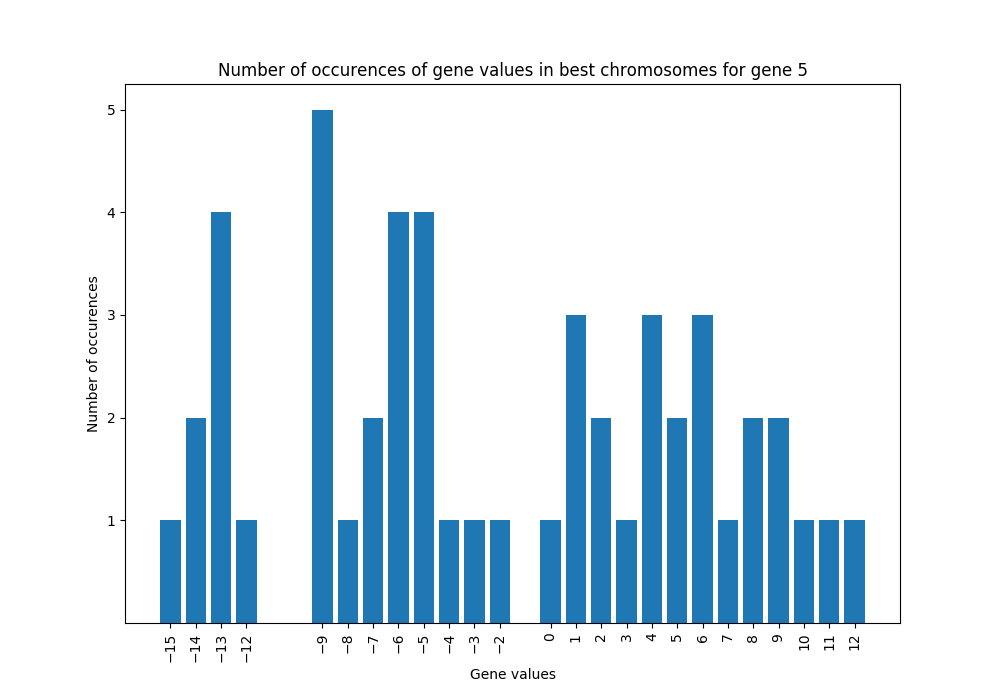 Number of occurences of gene values in best chromosomes for gene 5
Number of occurences
5
4
3
2
1
−15 −14 −13 −12 −9 −8 −7 −6 −5 −4 −3 −2 0 1 2 3 4 5 6 7 8 9 10 11 12
Gene values